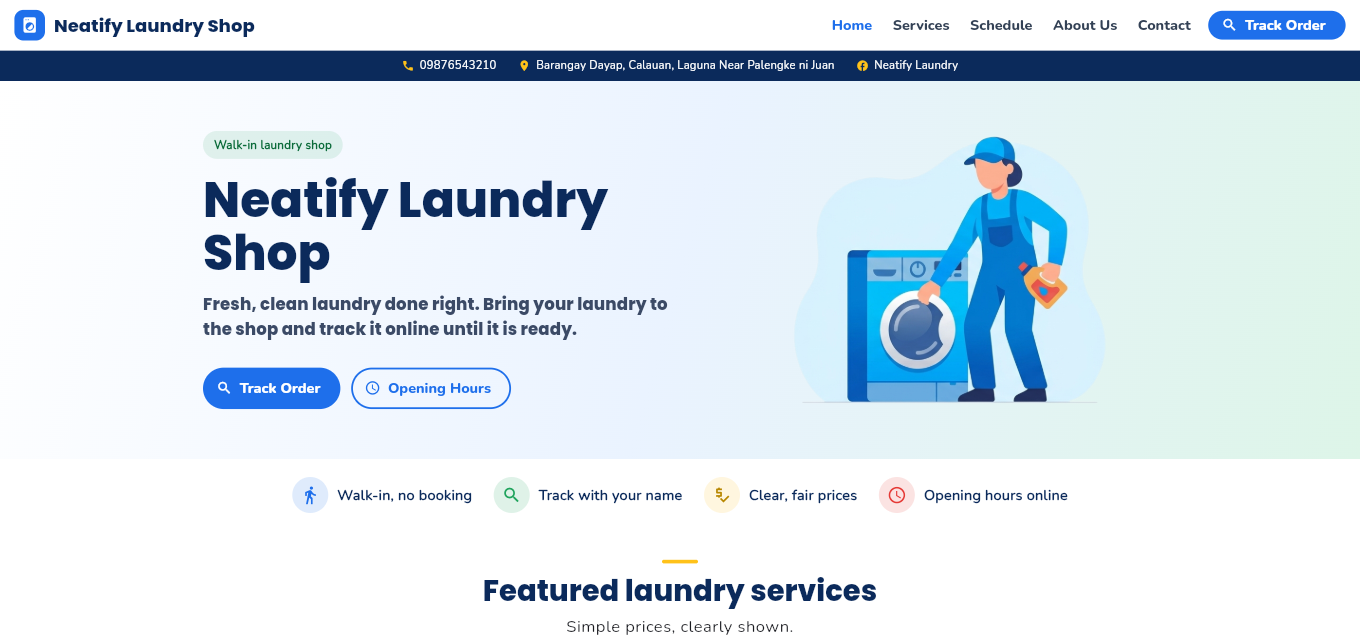 Neatify Laundry Shop
Home
Services
Schedule
About Us
Contact
Track Order
09876543210
Barangay Dayap, Calauan, Laguna Near Palengke ni Juan
Neatify Laundry
Walk-in laundry shop
Neatify Laundry
Shop
Fresh, clean laundry done right. Bring your laundry to
the shop and track it online until it is ready.
Track Order
Opening Hours
Walk-in, no booking
Track with your name
Clear, fair prices
Opening hours online
Featured laundry services
Simple prices, clearly shown.